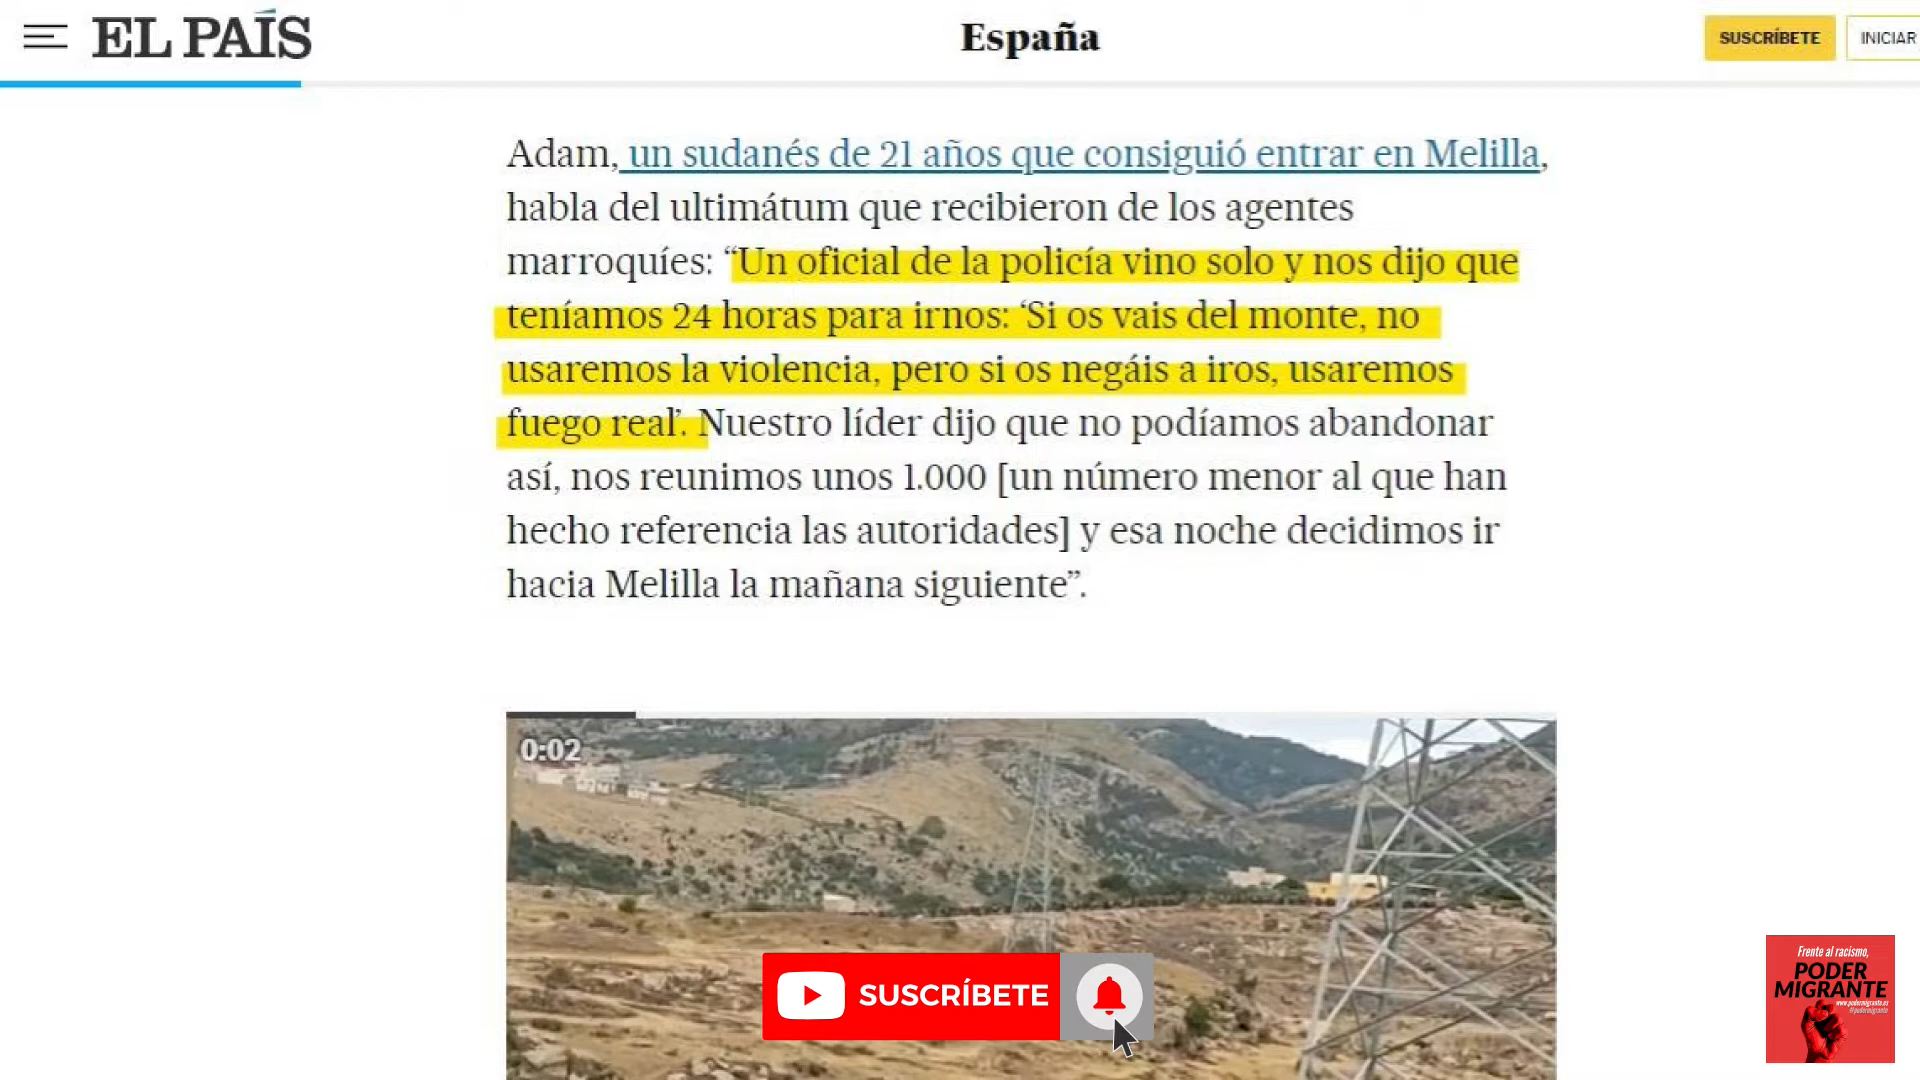 EL PAÍS
España
SUSCRÍBETE
INICIAR
Adam, un sudanés de 21 años que consiguió entrar en Melilla,
habla del ultimátum que recibieron de los agentes
marroquíes: “Un oficial de la policía vino solo y nos dijo que
teníamos 24 horas para irnos: ‘Si os vais del monte, no
usaremos la violencia, pero si os negáis a iros, usaremos
fuego real’. Nuestro líder dijo que no podíamos abandonar
así, nos reunimos unos 1.000 [un número menor al que han
hecho referencia las autoridades] y esa noche decidimos ir
hacia Melilla la mañana siguiente”.
0:02
SUSCRÍBETE
Frente al racismo,
PODER
MIGRANTE
www.podermigrante.es
#podermigrante